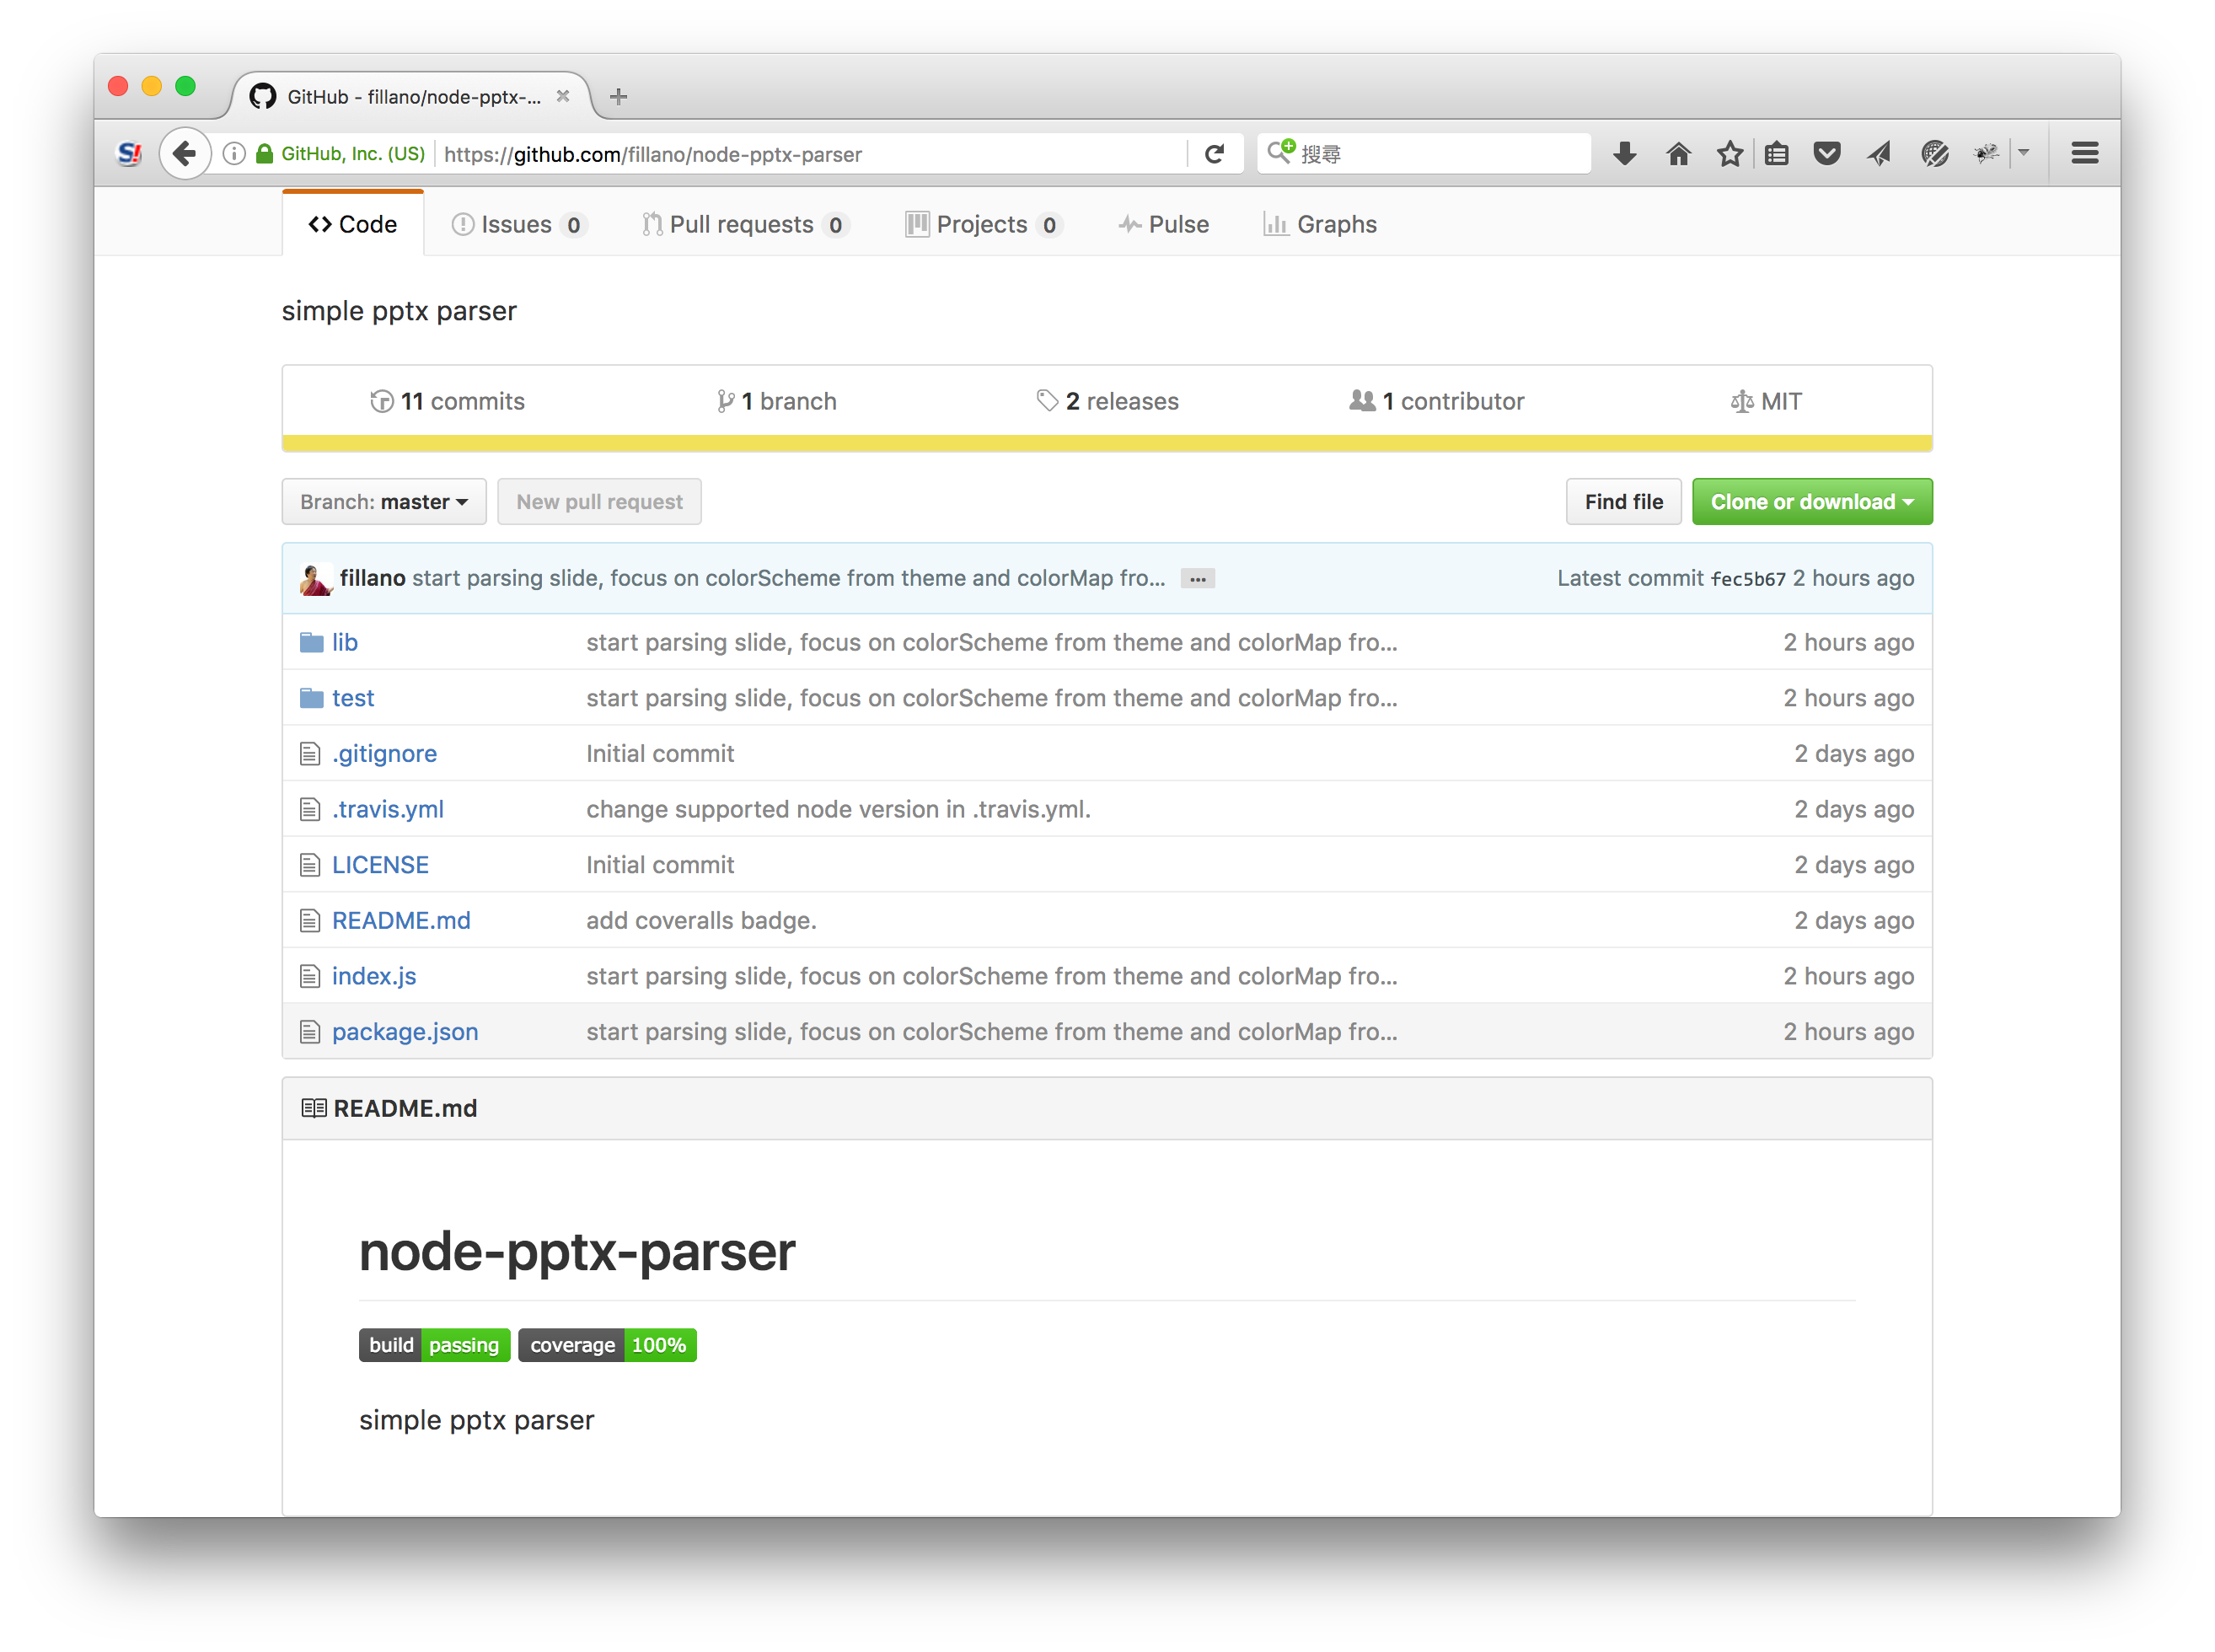 GitHub - fillano/node-pptx-...
S!
GitHub, Inc. (US) https://github.com/fillano/node-pptx-parser 搜尋
Code Issues 0 Pull requests 0 Projects 0 Pulse Graphs
simple pptx parser
11 commits 1 branch 2 releases 1 contributor MIT
Branch: master New pull request Find file Clone or download
fillano start parsing slide, focus on colorScheme from theme and colorMap fro... ... Latest commit fec5b67 2 hours ago
lib start parsing slide, focus on colorScheme from theme and colorMap fro... 2 hours ago
test start parsing slide, focus on colorScheme from theme and colorMap fro... 2 hours ago
.gitignore Initial commit 2 days ago
.travis.yml change supported node version in .travis.yml. 2 days ago
LICENSE Initial commit 2 days ago
README.md add coveralls badge. 2 days ago
index.js start parsing slide, focus on colorScheme from theme and colorMap fro... 2 hours ago
package.json start parsing slide, focus on colorScheme from theme and colorMap fro... 2 hours ago
README.md
node-pptx-parser
build passing coverage 100%
simple pptx parser